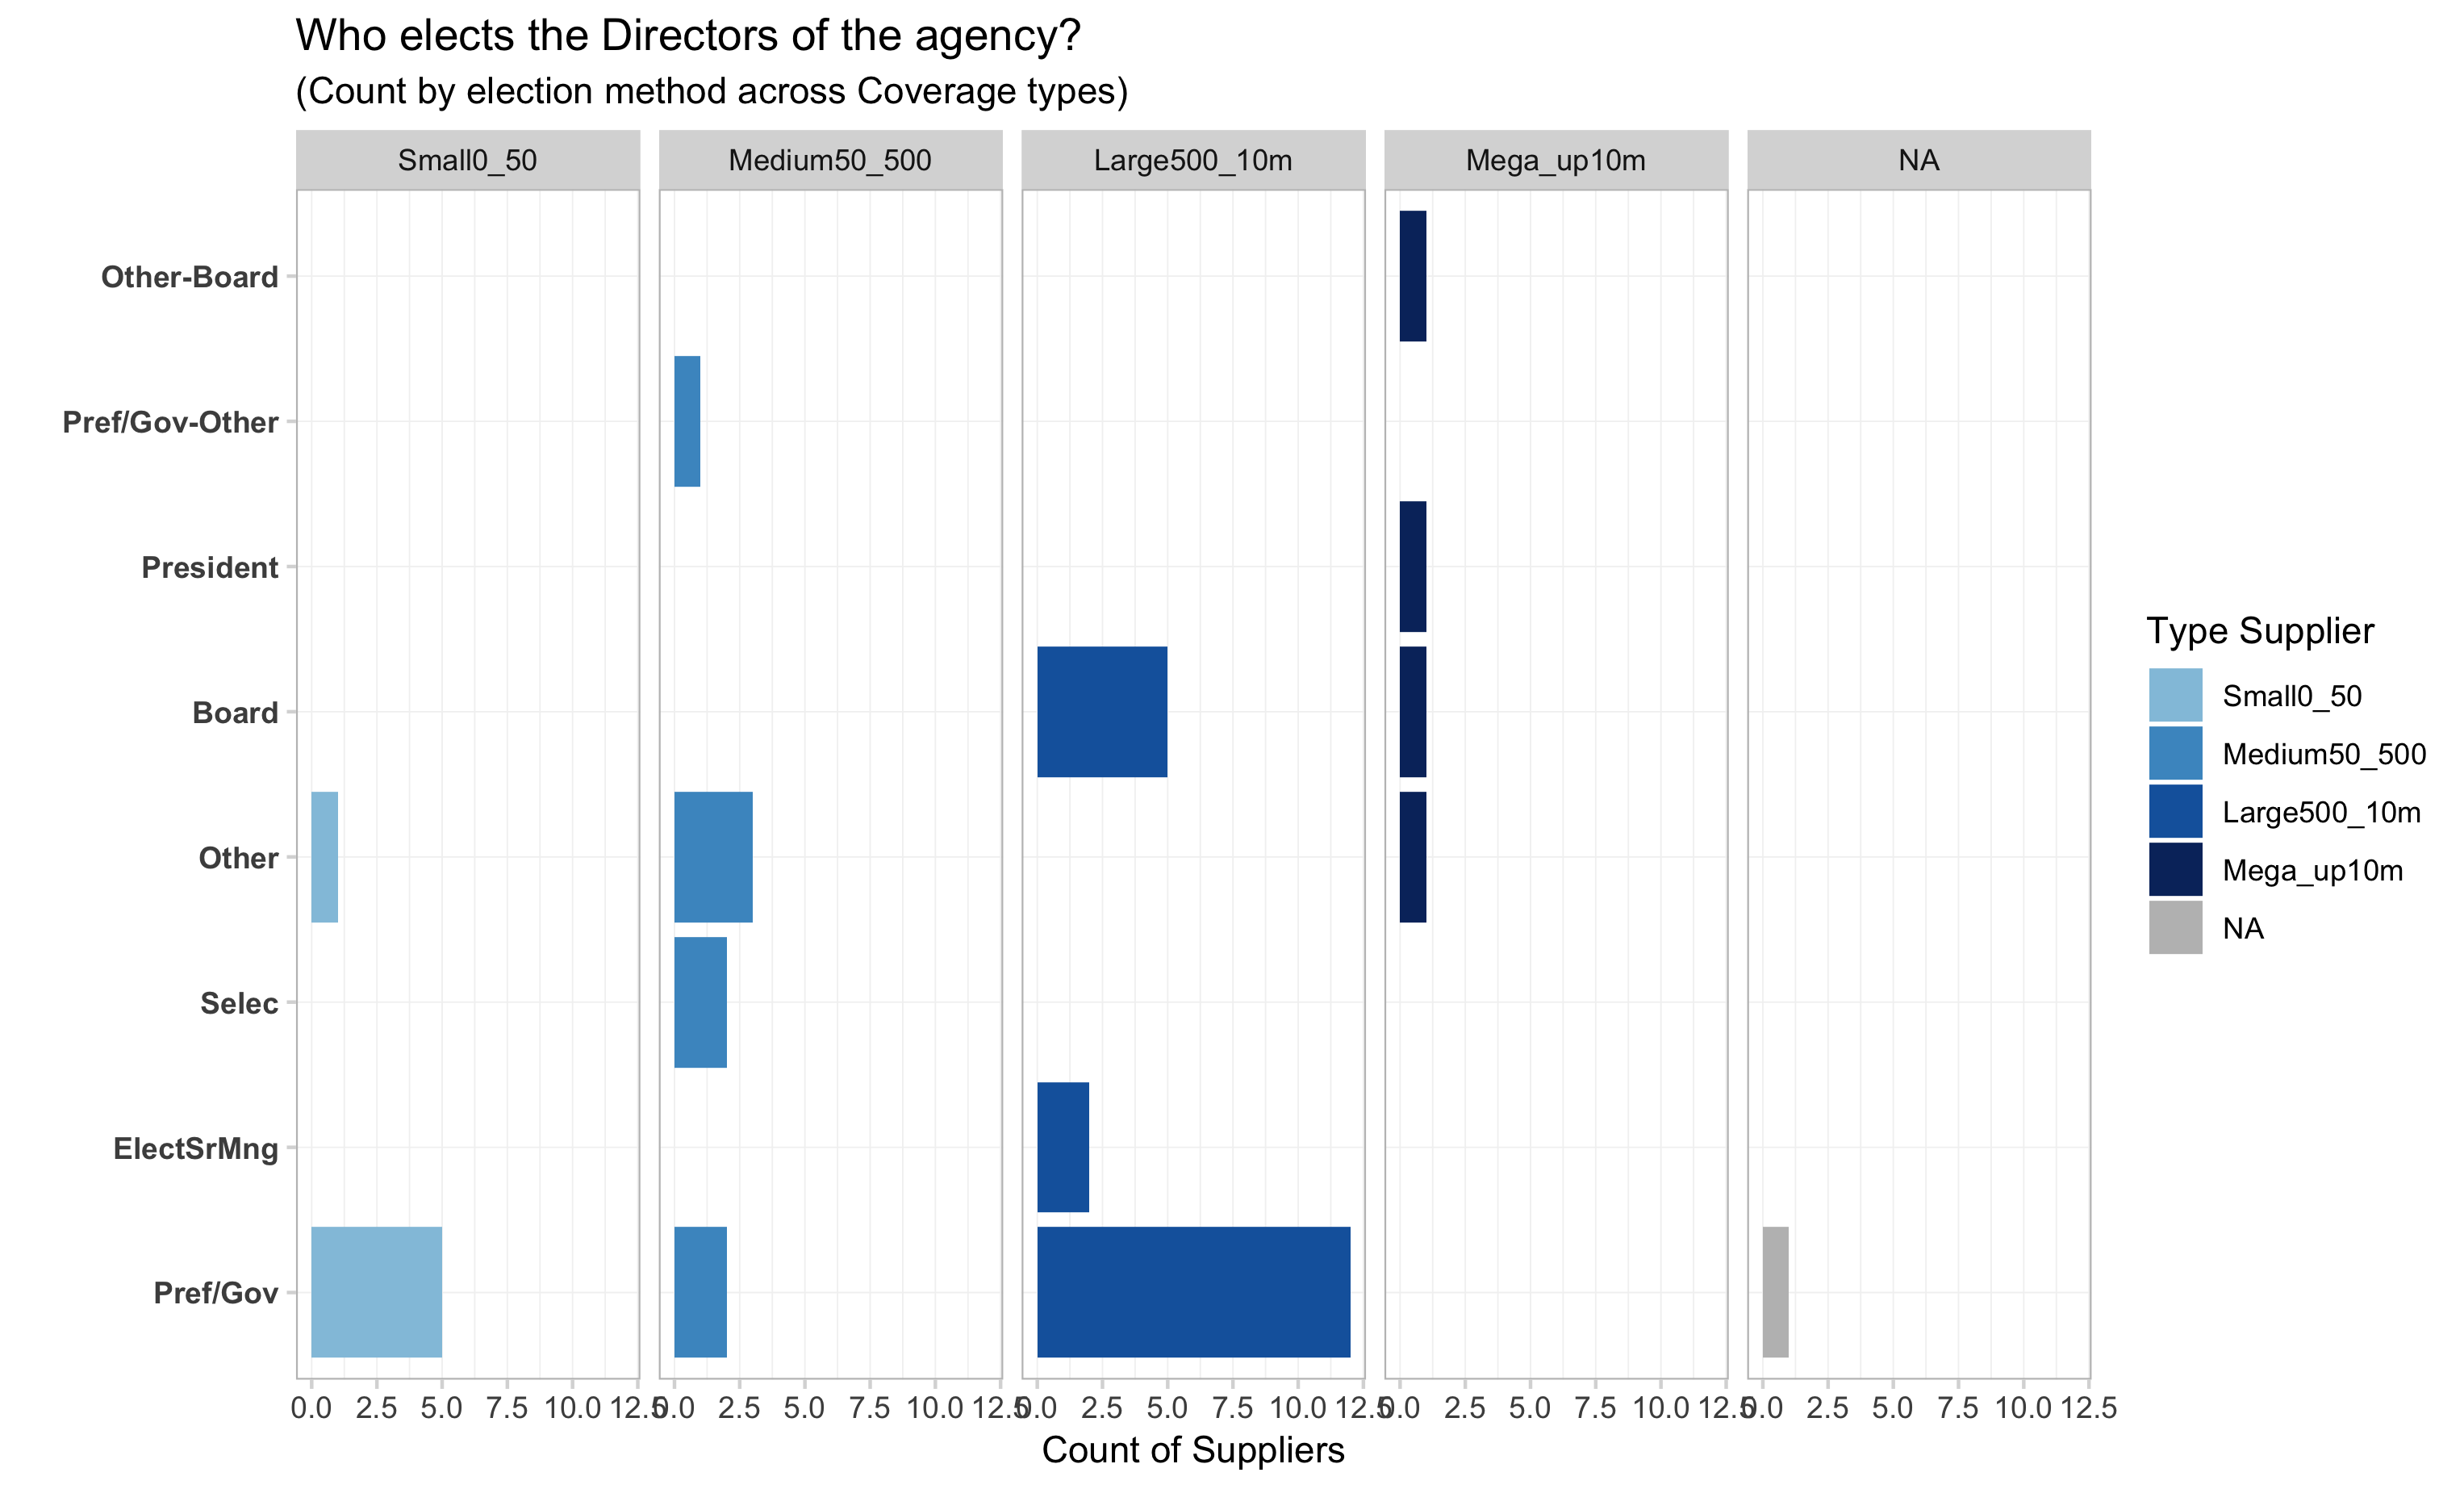 Who elects the Directors of the agency?
(Count by election method across Coverage types)
Small0_50 Medium50_500 Large500_10m Mega_up10m NA
Other-Board
Pref/Gov-Other
President
Board
Other
Selec
ElectSrMng
Pref/Gov
0.0 2.5 5.0 7.5 10.0 12.5 0.0 2.5 5.0 7.5 10.0 12.5 0.0 2.5 5.0 7.5 10.0 12.5 0.0 2.5 5.0 7.5 10.0 12.5 0.0 2.5 5.0 7.5 10.0 12.5
Count of Suppliers
Type Supplier
Small0_50
Medium50_500
Large500_10m
Mega_up10m
NA